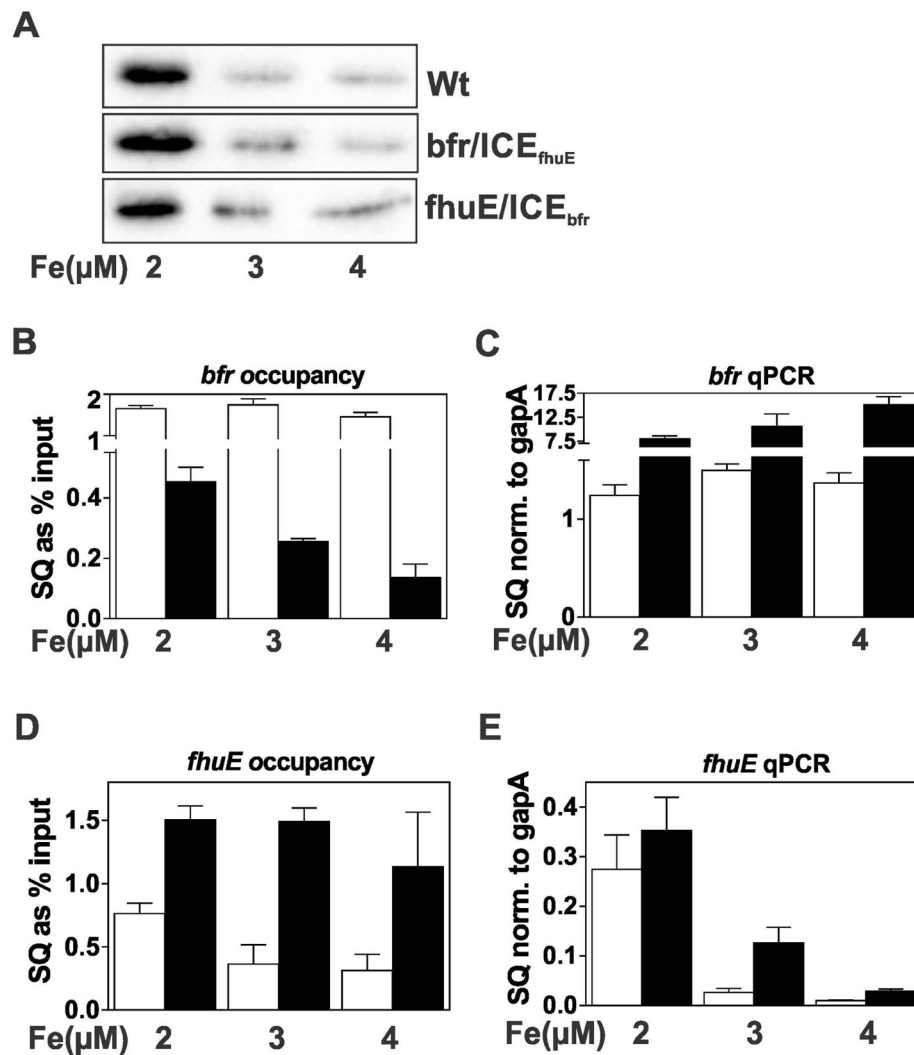 A
Wt
bfr/ICEfhuE
fhuE/ICEbfr
Fe(µM) 2 3 4
B
bfr occupancy
SQ as % input
2
1
0.4
0.2
0.0
Fe(µM) 2 3 4
C
bfr qPCR
SQ norm. to gapA
17.5
12.5
7.5
1
0
Fe(µM) 2 3 4
D
fhuE occupancy
SQ as % input
1.5
1.0
0.5
0.0
Fe(µM) 2 3 4
E
fhuE qPCR
SQ norm. to gapA
0.4
0.3
0.2
0.1
0.0
Fe(µM) 2 3 4